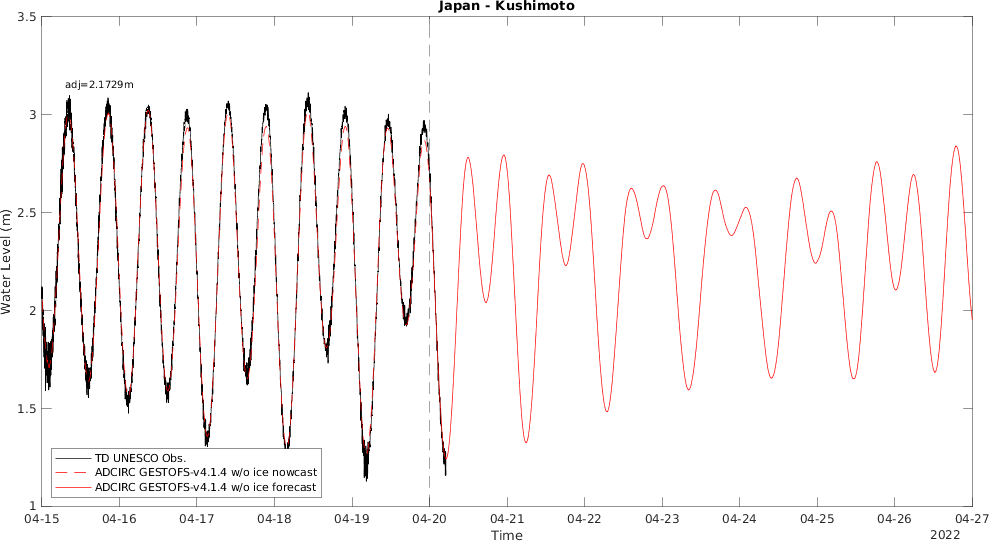 Japan - Kushimoto
3.5
adj=2.1729m
3
2.5
Water Level (m)
2
1.5
TD UNESCO Obs.
ADCIRC GESTOFS-v4.1.4 w/o ice nowcast
ADCIRC GESTOFS-v4.1.4 w/o ice forecast
1
04-15 04-16 04-17 04-18 04-19 04-20 04-21 04-22 04-23 04-24 04-25 04-26 04-27
Time 2022